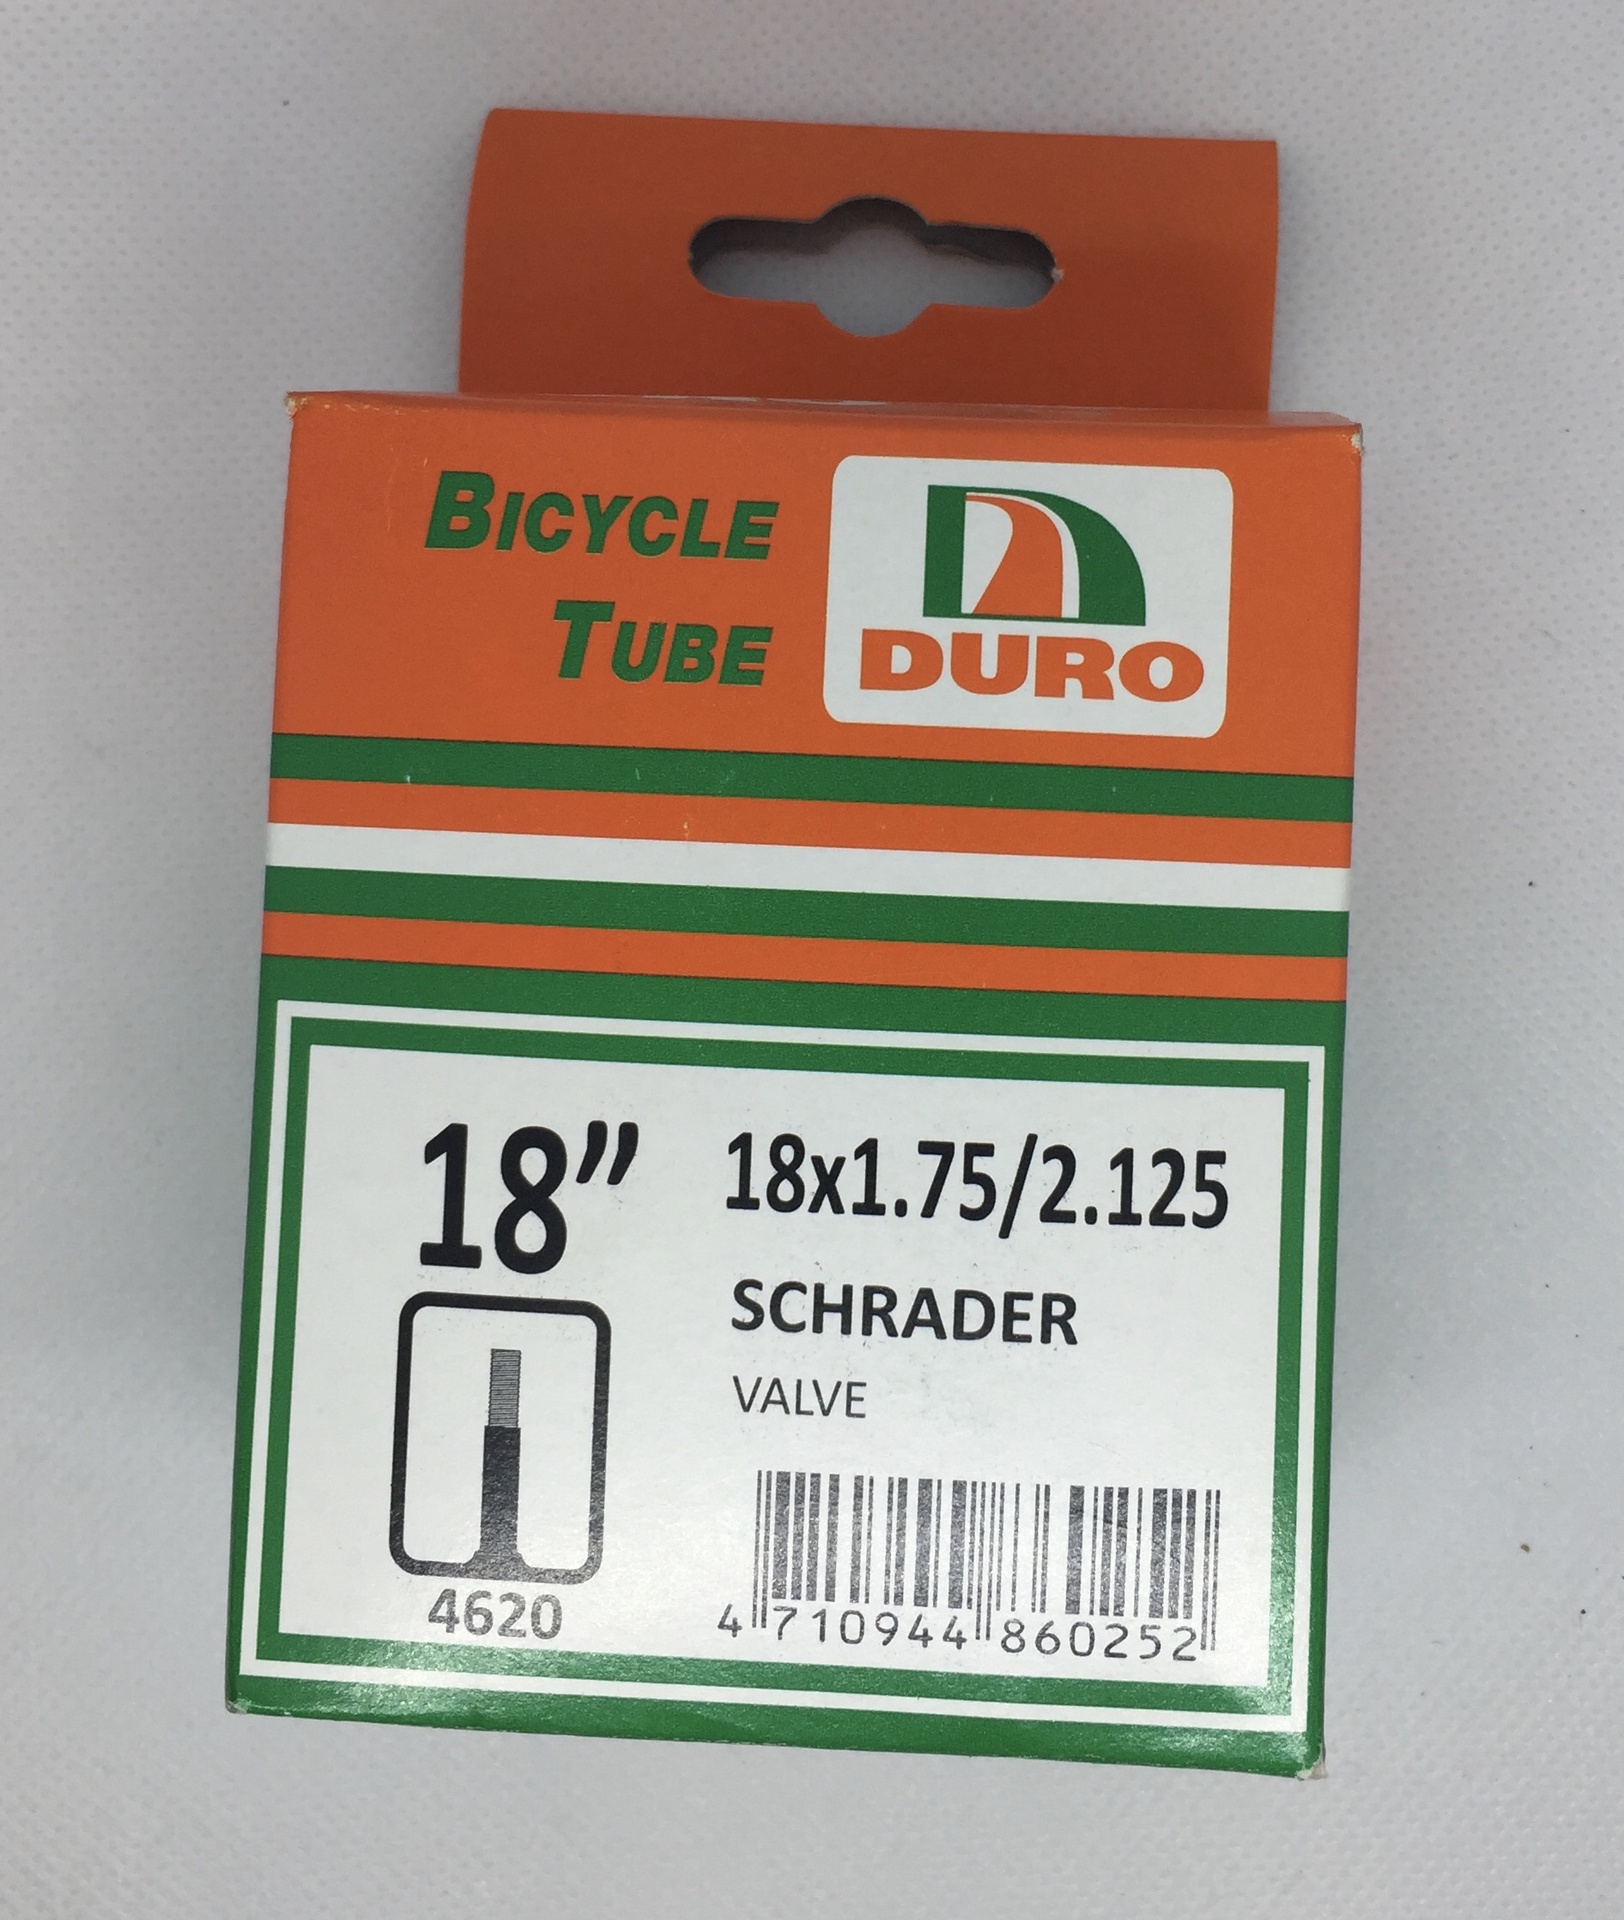 BICYCLE
TUBE
DURO
18”
18x1.75/2.125
SCHRADER
VALVE
4620
4 710944 860252